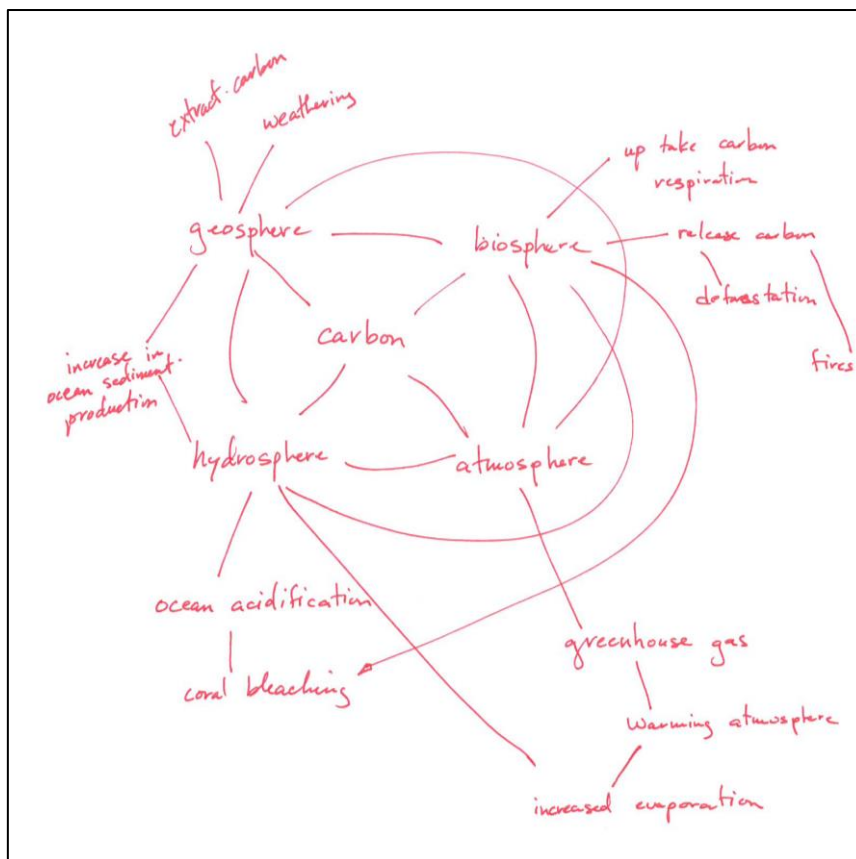 extract carbon
weathering
up take carbon
respiration
geosphere
biosphere
release carbon
deforestation
carbon
fires
increase in
ocean sediment
production
hydrosphere
atmosphere
ocean acidification
greenhouse gas
coral bleaching
warming atmosphere
increased evaporation